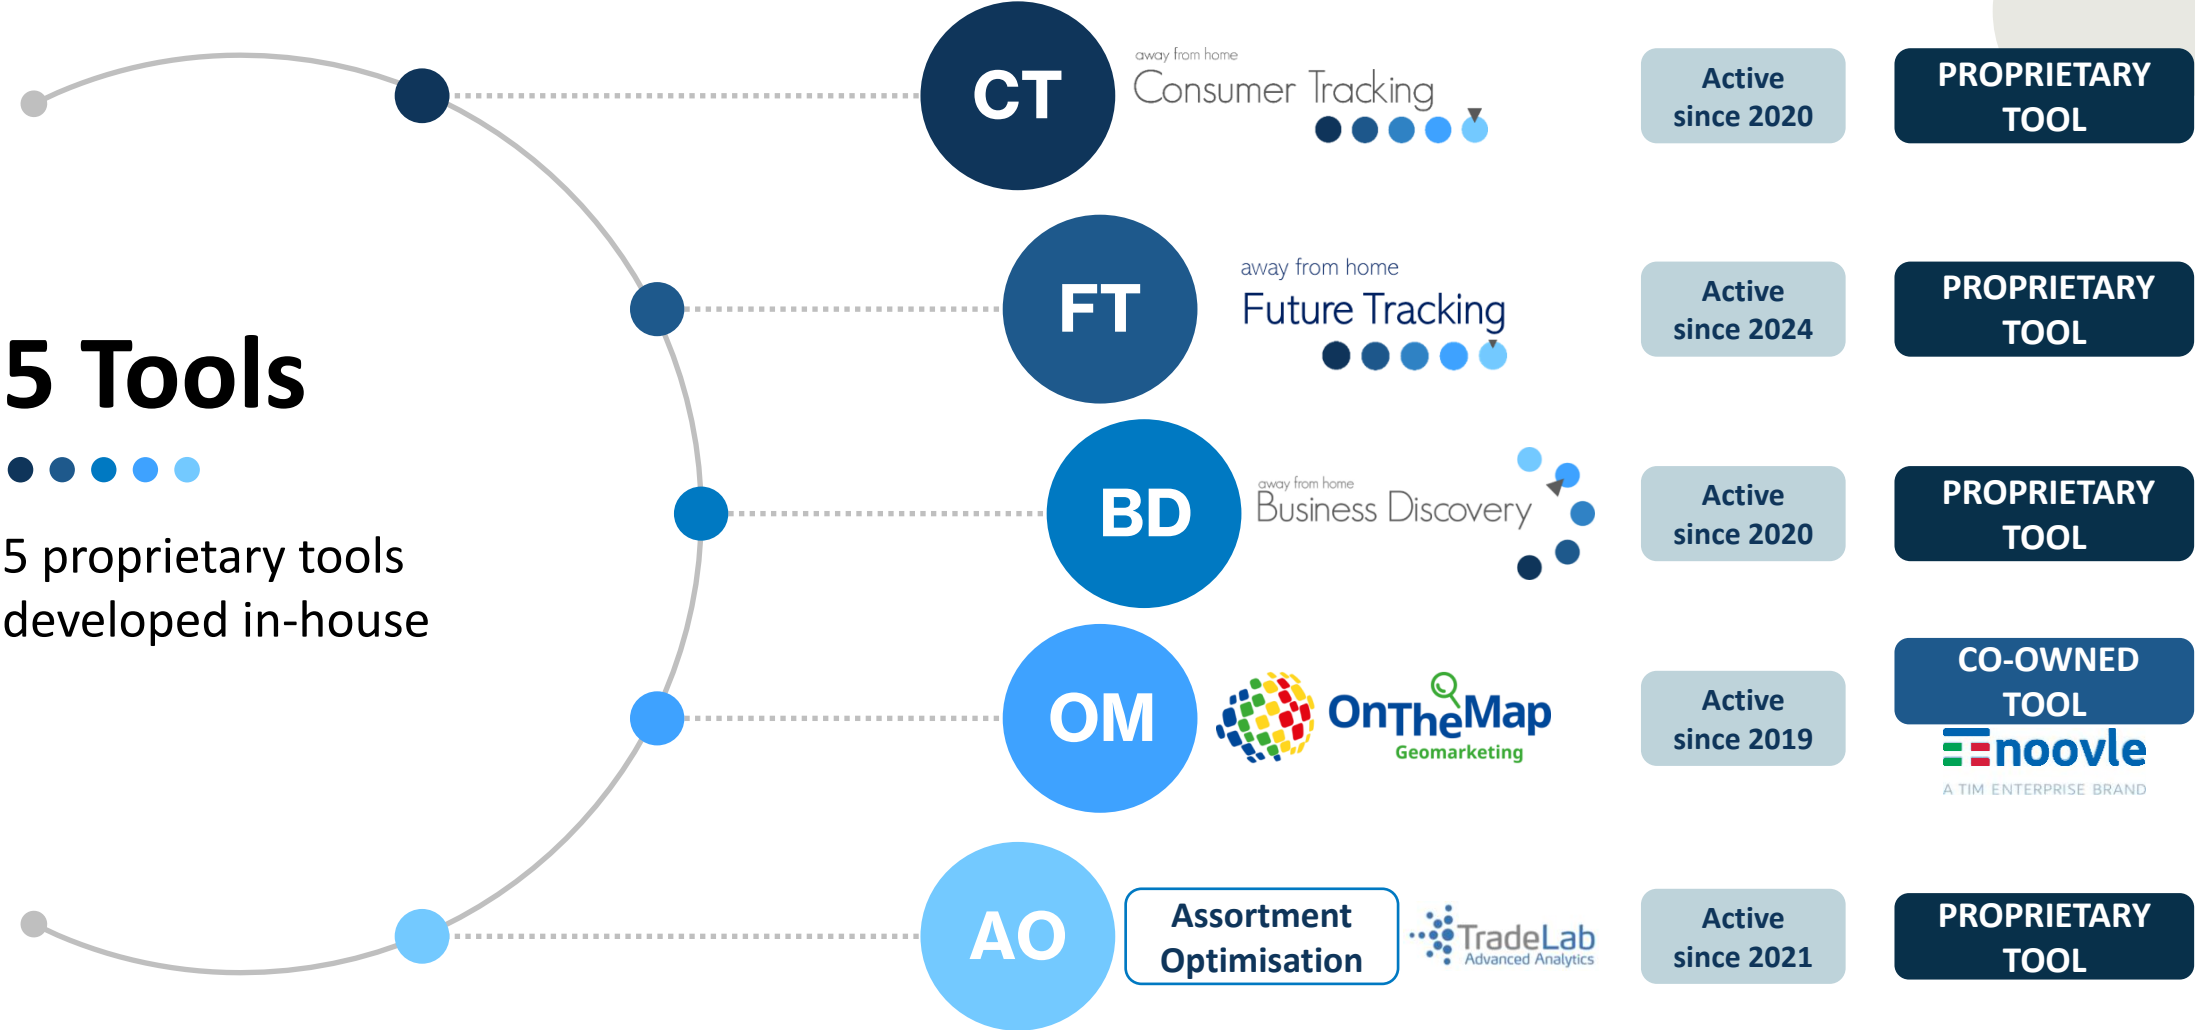 5 Tools
5 proprietary tools
developed in-house
CT
away from home
Consumer Tracking
Active
since 2020
PROPRIETARY
TOOL
FT
away from home
Future Tracking
Active
since 2024
PROPRIETARY
TOOL
BD
away from home
Business Discovery
Active
since 2020
PROPRIETARY
TOOL
OM
OnTheMap
Geomarketing
Active
since 2019
CO-OWNED
TOOL
noovle
A TIM ENTERPRISE BRAND
AO
Assortment
Optimisation
TradeLab
Advanced Analytics
Active
since 2021
PROPRIETARY
TOOL